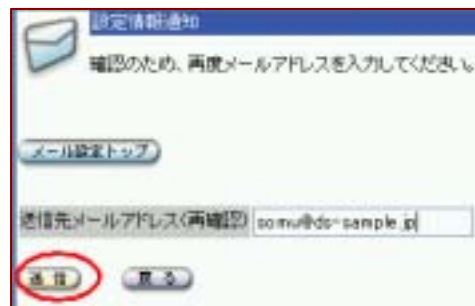 設定情報通知
確認のため、再度メールアドレスを入力してください。
メール設定トップ
送信先メールアドレス(再確認) somu@ds-sample.jp
送信 戻る